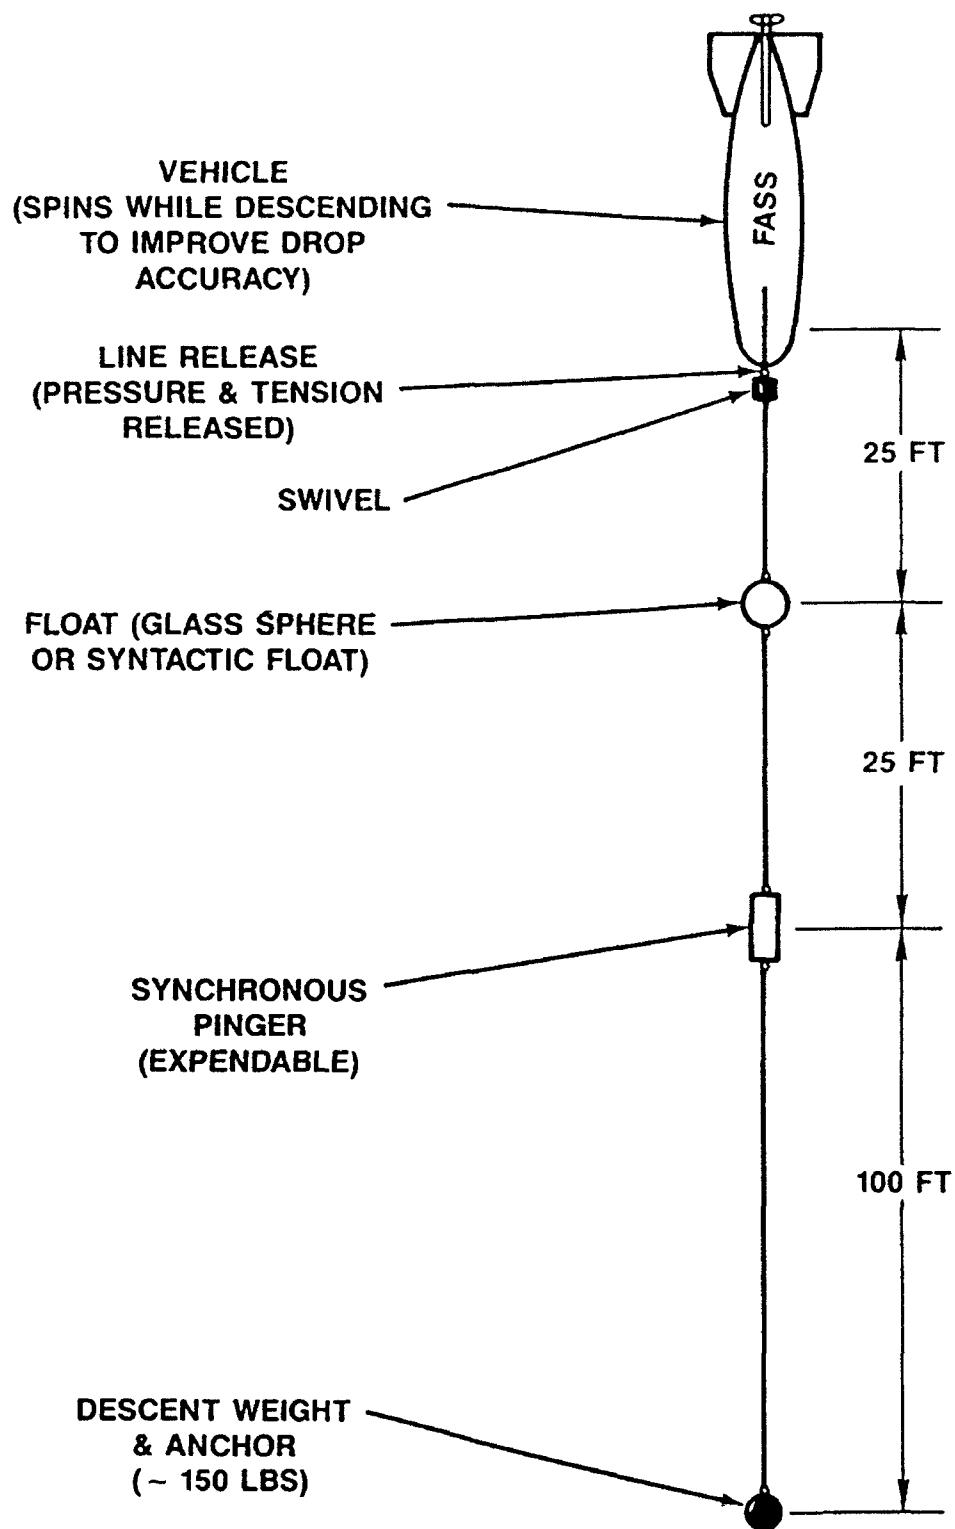 VEHICLE
(SPINS WHILE DESCENDING
TO IMPROVE DROP
ACCURACY)
FASS
LINE RELEASE
(PRESSURE & TENSION
RELEASED)
25 FT
SWIVEL
FLOAT (GLASS SPHERE
OR SYNTACTIC FLOAT)
25 FT
SYNCHRONOUS
PINGER
(EXPENDABLE)
100 FT
DESCENT WEIGHT
& ANCHOR
(~ 150 LBS)